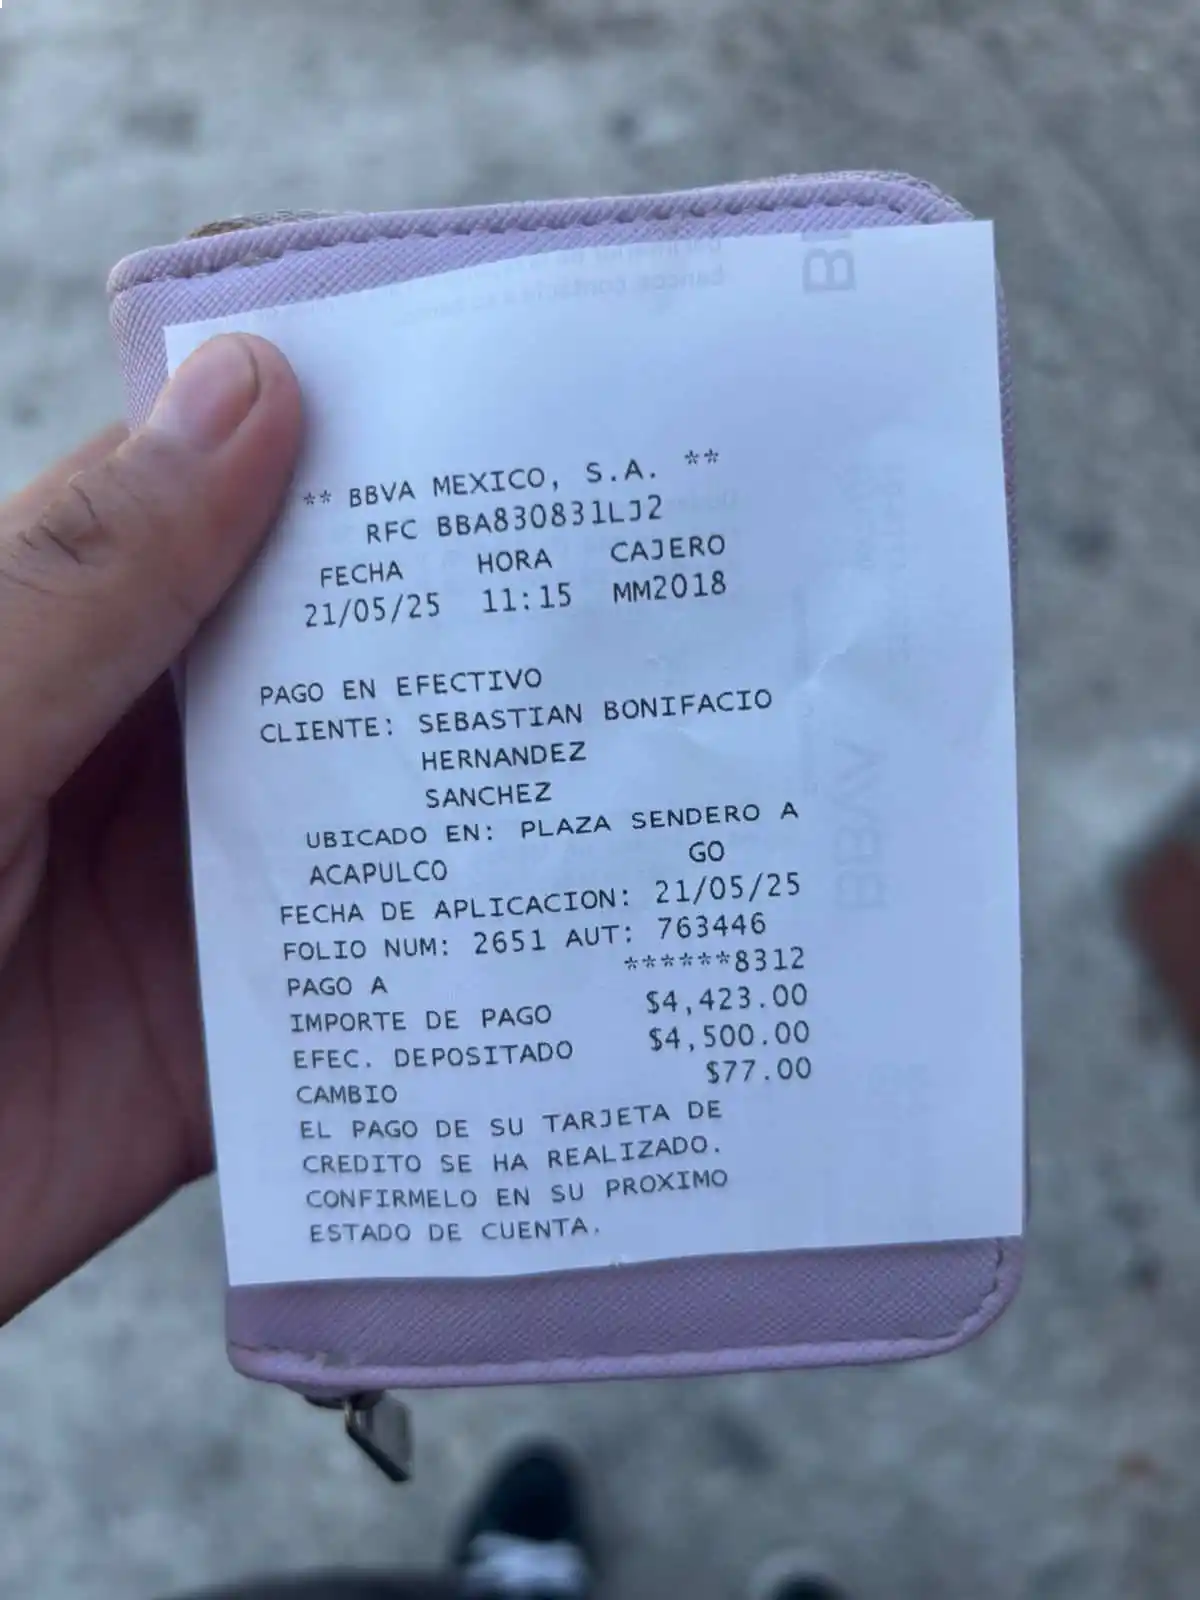 ** BBVA MEXICO, S.A. **
RFC BBA830831LJ2
FECHA HORA CAJERO
21/05/25 11:15 MM2018
PAGO EN EFECTIVO
CLIENTE: SEBASTIAN BONIFACIO
HERNANDEZ
SANCHEZ
UBICADO EN: PLAZA SENDERO A
ACAPULCO GO
FECHA DE APLICACION: 21/05/25
FOLIO NUM: 2651 AUT: 763446
PAGO A ******8312
IMPORTE DE PAGO $4,423.00
EFEC. DEPOSITADO $4,500.00
CAMBIO $77.00
EL PAGO DE SU TARJETA DE
CREDITO SE HA REALIZADO.
CONFIRMELO EN SU PROXIMO
ESTADO DE CUENTA.
BBVA